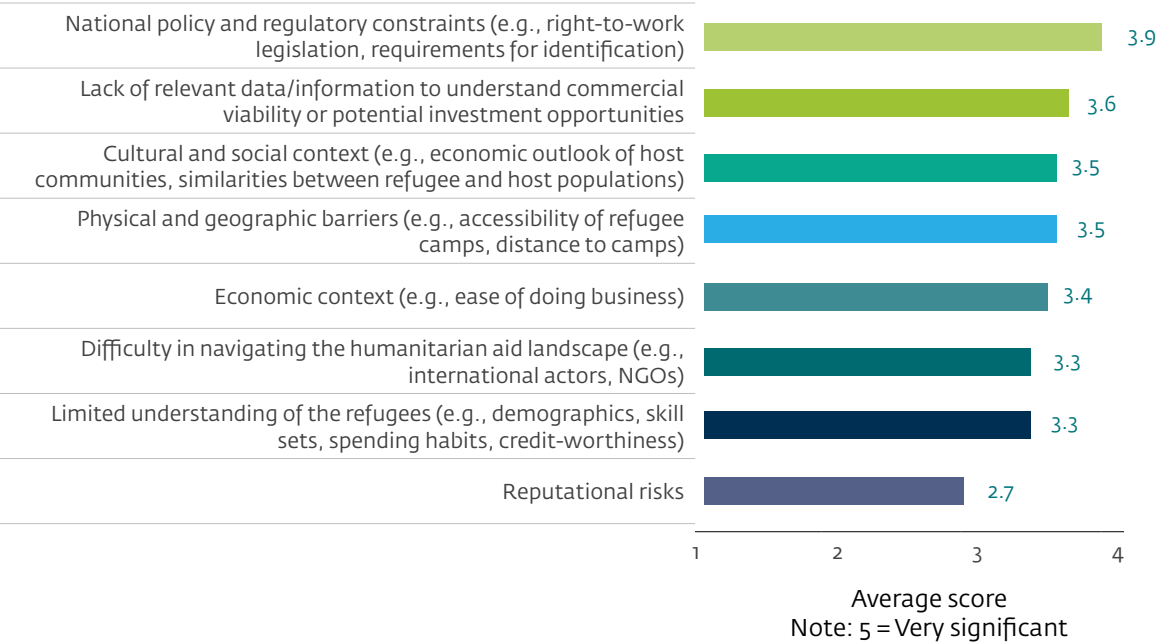 National policy and regulatory constraints (e.g., right-to-work
legislation, requirements for identification)
3.9
Lack of relevant data/information to understand commercial
viability or potential investment opportunities
3.6
Cultural and social context (e.g., economic outlook of host
communities, similarities between refugee and host populations)
3.5
Physical and geographic barriers (e.g., accessibility of refugee
camps, distance to camps)
3.5
Economic context (e.g., ease of doing business)
3.4
Difficulty in navigating the humanitarian aid landscape (e.g.,
international actors, NGOs)
3.3
Limited understanding of the refugees (e.g., demographics, skill
sets, spending habits, credit-worthiness)
3.3
Reputational risks
2.7
1 2 3 4
Average score
Note: 5 = Very significant